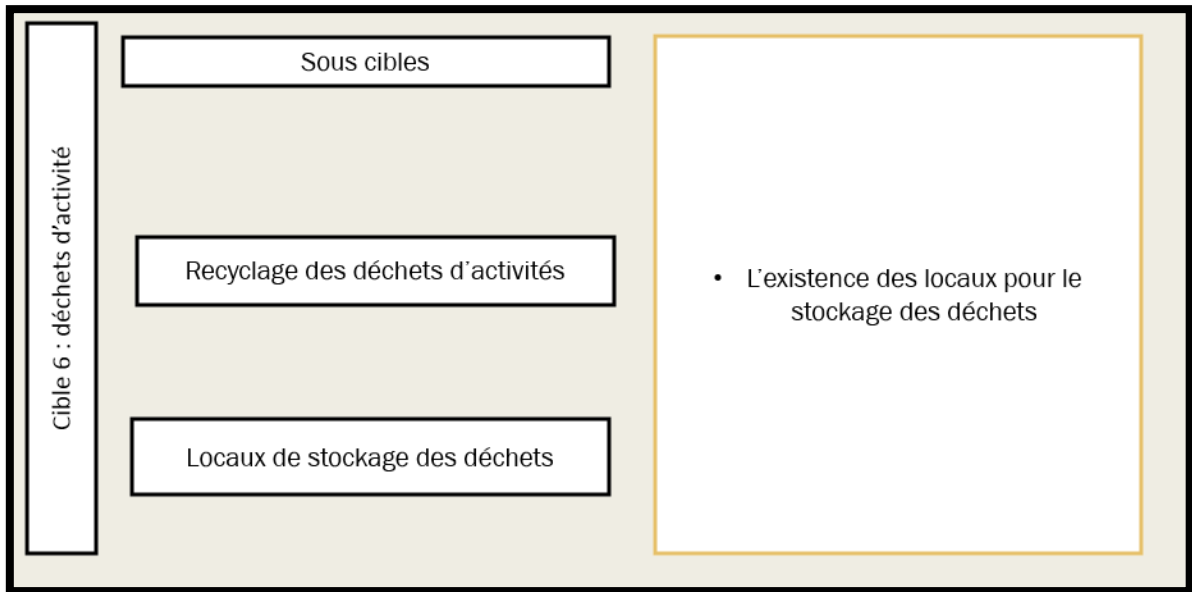 Cible 6 : déchets d'activité
Sous cibles
Recyclage des déchets d'activités
Locaux de stockage des déchets
• L'existence des locaux pour le
stockage des déchets